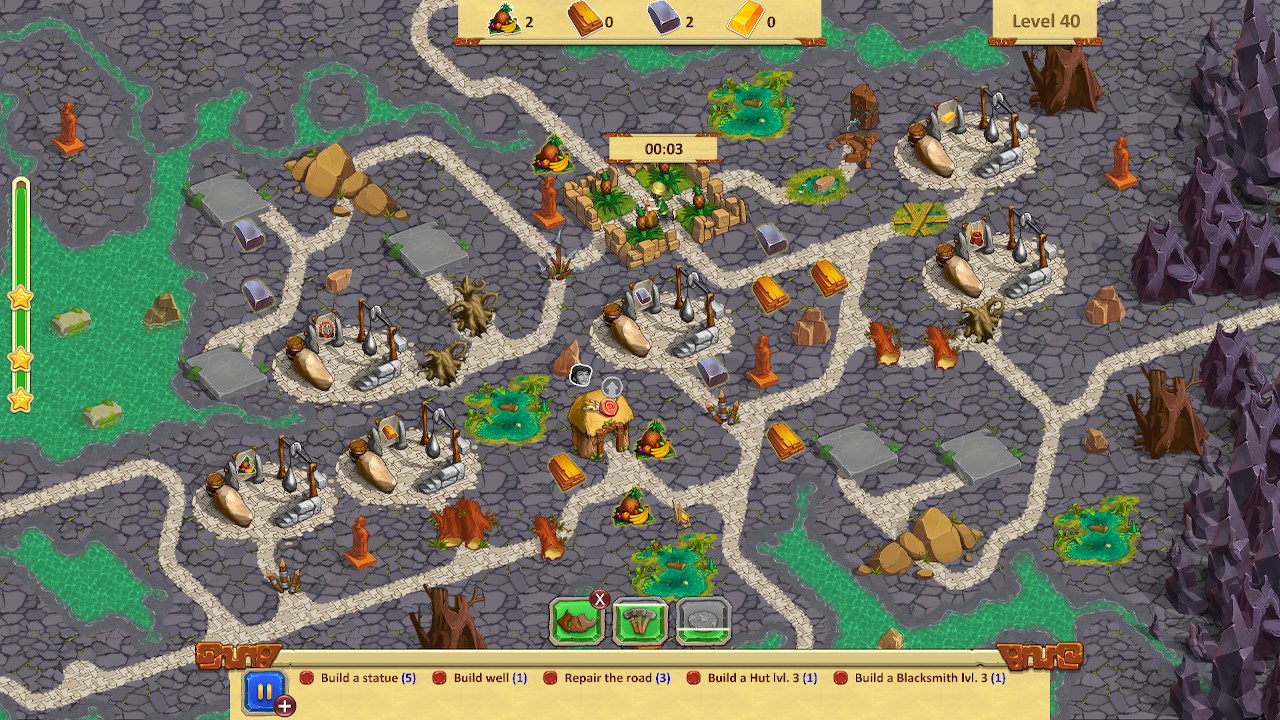 2 0 2 0
Level 40
00:03
X
Build a statue (5) Build well (1) Repair the road (3) Build a Hut lvl. 3 (1) Build a Blacksmith lvl. 3 (1)